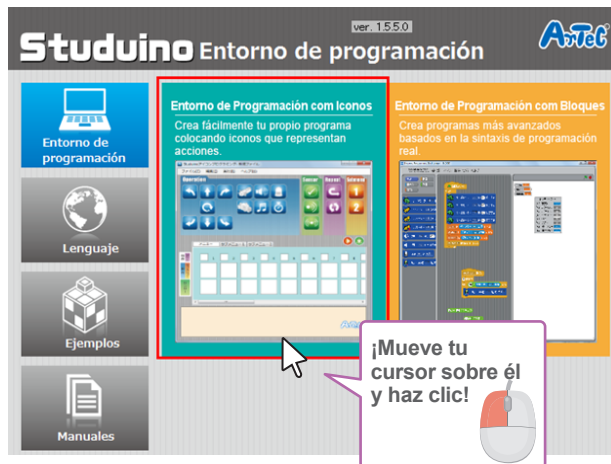 ver. 1.5.5.0
Studuino Entorno de programación
ArTeC
Entorno de
programación
Lenguaje
Ejemplos
Manuales
Entorno de Programación com Iconos
Crea fácilmente tu propio programa
colocando iconos que representan
acciones.
Entorno de Programación com Bloques
Crea programas más avanzados
basados en la sintaxis de programación
real.
¡Mueve tu
cursor sobre él
y haz clic!